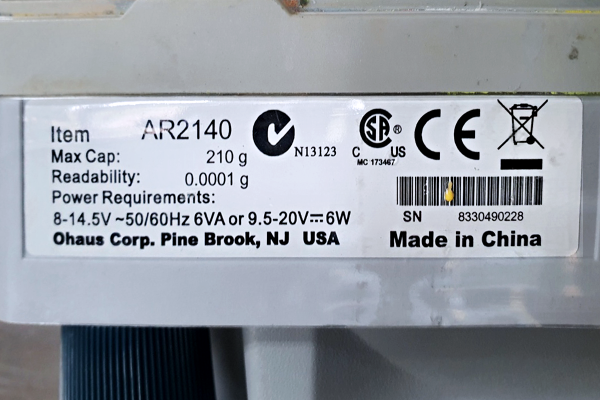 Item AR2140 N13123
Max Cap: 210 g
Readability: 0.0001 g
Power Requirements:
8-14.5V ~50/60Hz 6VA or 9.5-20V⎓6W
Ohaus Corp. Pine Brook, NJ USA
SA ®
C US
MC 173467
CE
SN 8330490228
Made in China